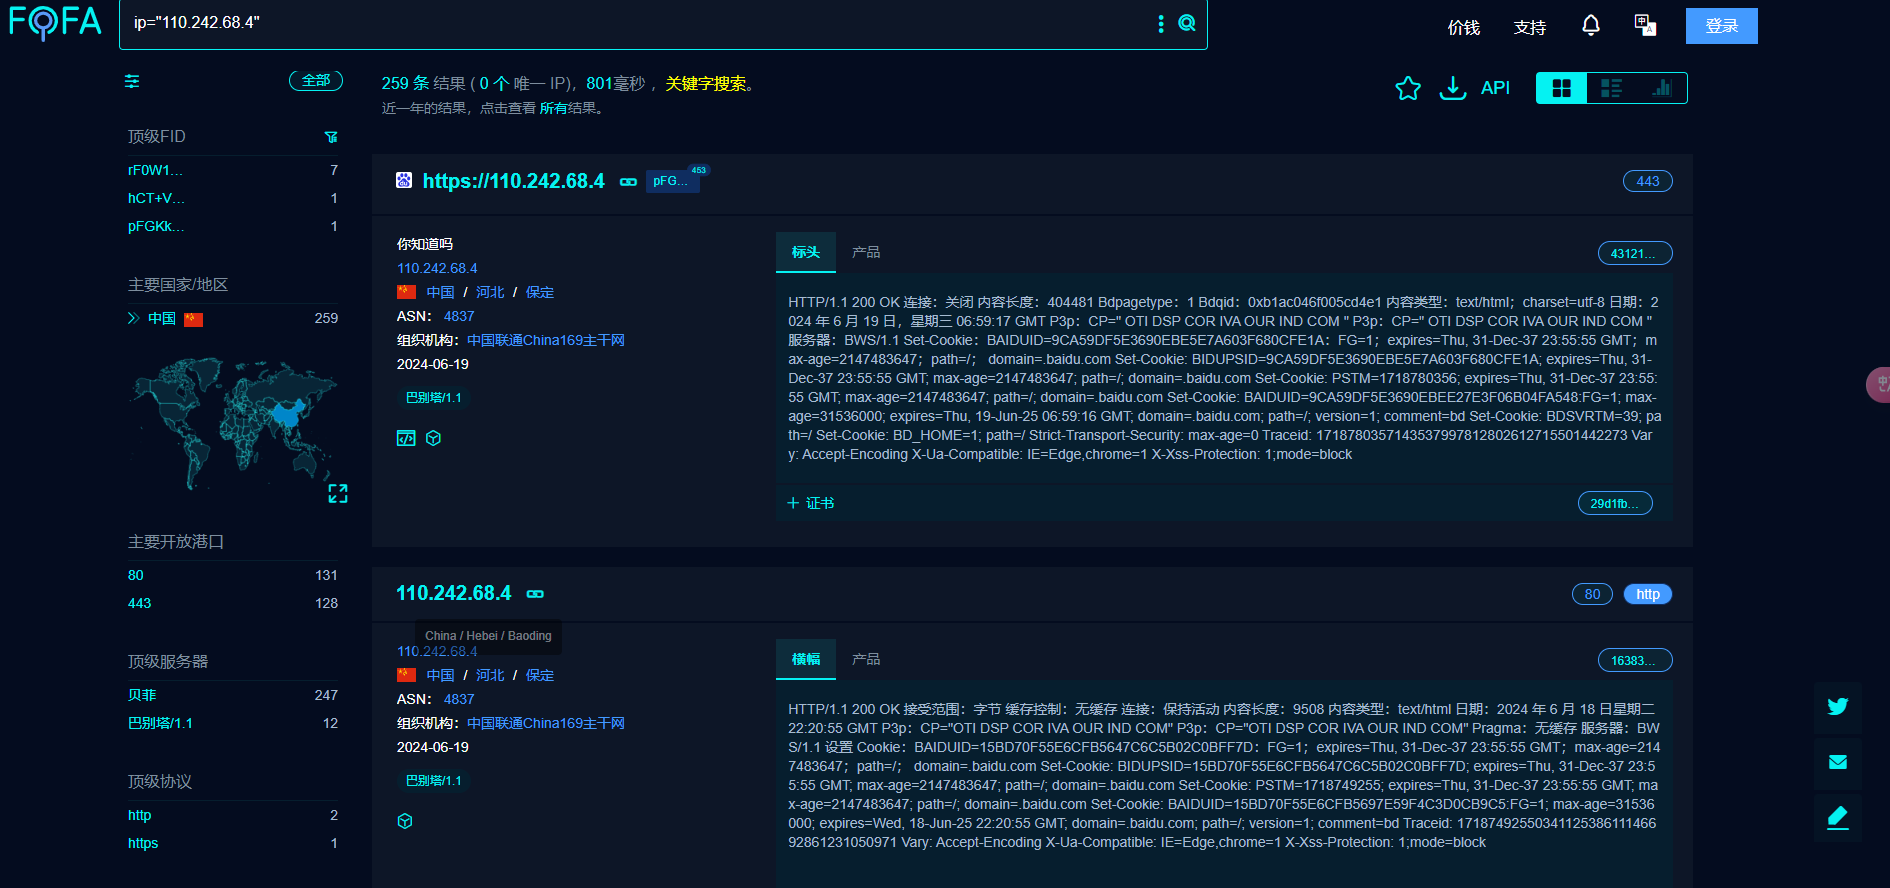 FOFA
ip="110.242.68.4"
价钱
支持
登录
全部
259 条 结果 ( 0 个 唯一 IP)，801毫秒 ，关键字搜索。
近一年的结果，点击查看 所有结果。
API
顶级FID
rF0W1... 7
hCT+V... 1
pFGKk... 1
主要国家/地区
中国 259
主要开放港口
80 131
443 128
顶级服务器
贝菲 247
巴别塔/1.1 12
顶级协议
http 2
https 1
https://110.242.68.4
pFG...
453
443
你知道吗
110.242.68.4
中国 / 河北 / 保定
ASN： 4837
组织机构：中国联通China169主干网
2024-06-19
巴别塔/1.1
标头
产品
43121...
HTTP/1.1 200 OK 连接：关闭 内容长度：404481 Bdpagetype：1 Bdqid：0xb1ac046f005cd4e1 内容类型：text/html；charset=utf-8 日期：2
024 年 6 月 19 日，星期三 06:59:17 GMT P3p：CP=" OTI DSP COR IVA OUR IND COM " P3p：CP=" OTI DSP COR IVA OUR IND COM "
服务器：BWS/1.1 Set-Cookie：BAIDUID=9CA59DF5E3690EBE5E7A603F680CFE1A：FG=1；expires=Thu, 31-Dec-37 23:55:55 GMT；m
ax-age=2147483647；path=/； domain=.baidu.com Set-Cookie: BIDUPSID=9CA59DF5E3690EBE5E7A603F680CFE1A; expires=Thu, 31-
Dec-37 23:55:55 GMT; max-age=2147483647; path=/; domain=.baidu.com Set-Cookie: PSTM=1718780356; expires=Thu, 31-Dec-37 23:55:
55 GMT; max-age=2147483647; path=/; domain=.baidu.com Set-Cookie: BAIDUID=9CA59DF5E3690EBEE27E3F06B04FA548:FG=1; max-
age=31536000; expires=Thu, 19-Jun-25 06:59:16 GMT; domain=.baidu.com; path=/; version=1; comment=bd Set-Cookie: BDSVRTM=39; pa
th=/ Set-Cookie: BD_HOME=1; path=/ Strict-Transport-Security: max-age=0 Traceid: 1718780357143537997812802612715501442273 Var
y: Accept-Encoding X-Ua-Compatible: IE=Edge,chrome=1 X-Xss-Protection: 1;mode=block
+ 证书
29d1fb...
110.242.68.4
80
http
China / Hebei / Baoding
110.242.68.4
中国 / 河北 / 保定
ASN： 4837
组织机构：中国联通China169主干网
2024-06-19
巴别塔/1.1
横幅
产品
16383...
HTTP/1.1 200 OK 接受范围：字节 缓存控制：无缓存 连接：保持活动 内容长度：9508 内容类型：text/html 日期：2024 年 6 月 18 日星期二
22:20:55 GMT P3p：CP="OTI DSP COR IVA OUR IND COM" P3p：CP="OTI DSP COR IVA OUR IND COM" Pragma：无缓存 服务器：BW
S/1.1 设置 Cookie：BAIDUID=15BD70F55E6CFB5647C6C5B02C0BFF7D：FG=1；expires=Thu, 31-Dec-37 23:55:55 GMT；max-age=214
7483647；path=/； domain=.baidu.com Set-Cookie: BIDUPSID=15BD70F55E6CFB5647C6C5B02C0BFF7D; expires=Thu, 31-Dec-37 23:5
5:55 GMT; max-age=2147483647; path=/; domain=.baidu.com Set-Cookie: PSTM=1718749255; expires=Thu, 31-Dec-37 23:55:55 GMT; ma
x-age=2147483647; path=/; domain=.baidu.com Set-Cookie: BAIDUID=15BD70F55E6CFB5697E59F4C3D0CB9C5:FG=1; max-age=31536
000; expires=Wed, 18-Jun-25 22:20:55 GMT; domain=.baidu.com; path=/; version=1; comment=bd Traceid: 17187492550341125386111466
92861231050971 Vary: Accept-Encoding X-Ua-Compatible: IE=Edge,chrome=1 X-Xss-Protection: 1;mode=block